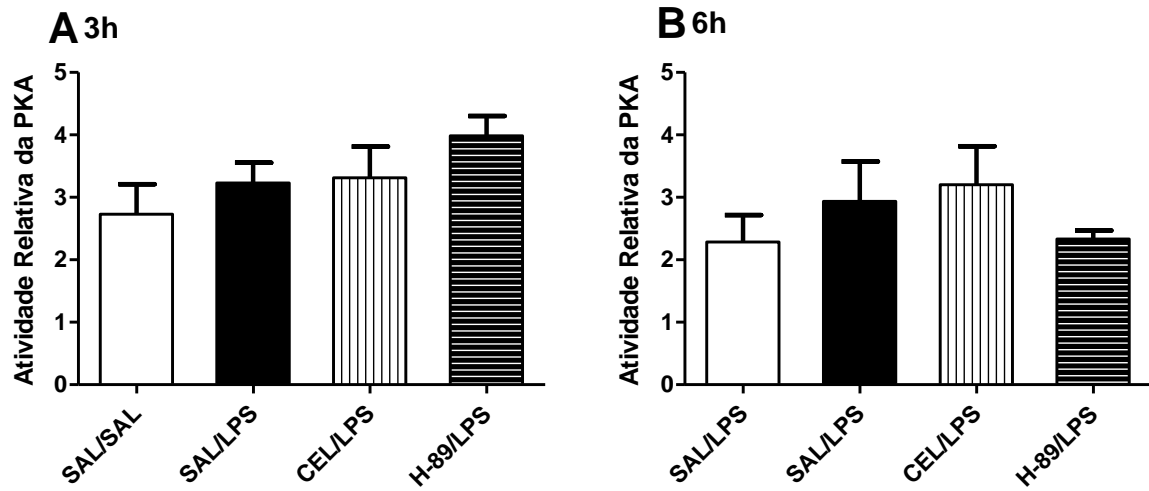 A 3h
Atividade Relativa da PKA
5
4
3
2
1
0
SAL/SAL
SAL/LPS
CEL/LPS
H-89/LPS
B 6h
Atividade Relativa da PKA
5
4
3
2
1
0
SAL/LPS
SAL/LPS
CEL/LPS
H-89/LPS